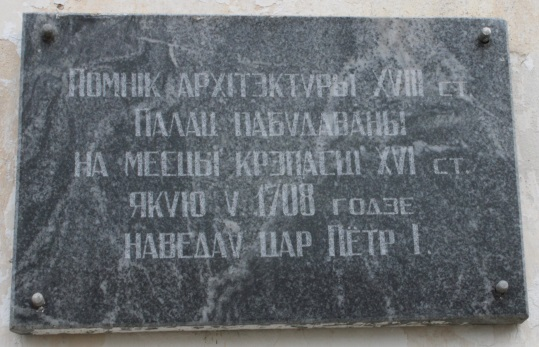 Помнік архітэктуры XVIII ст.
Палац пабудаваны
на месцы крэпасці XVI ст.
якую ў 1708 годзе
наведаў цар Пётр I.